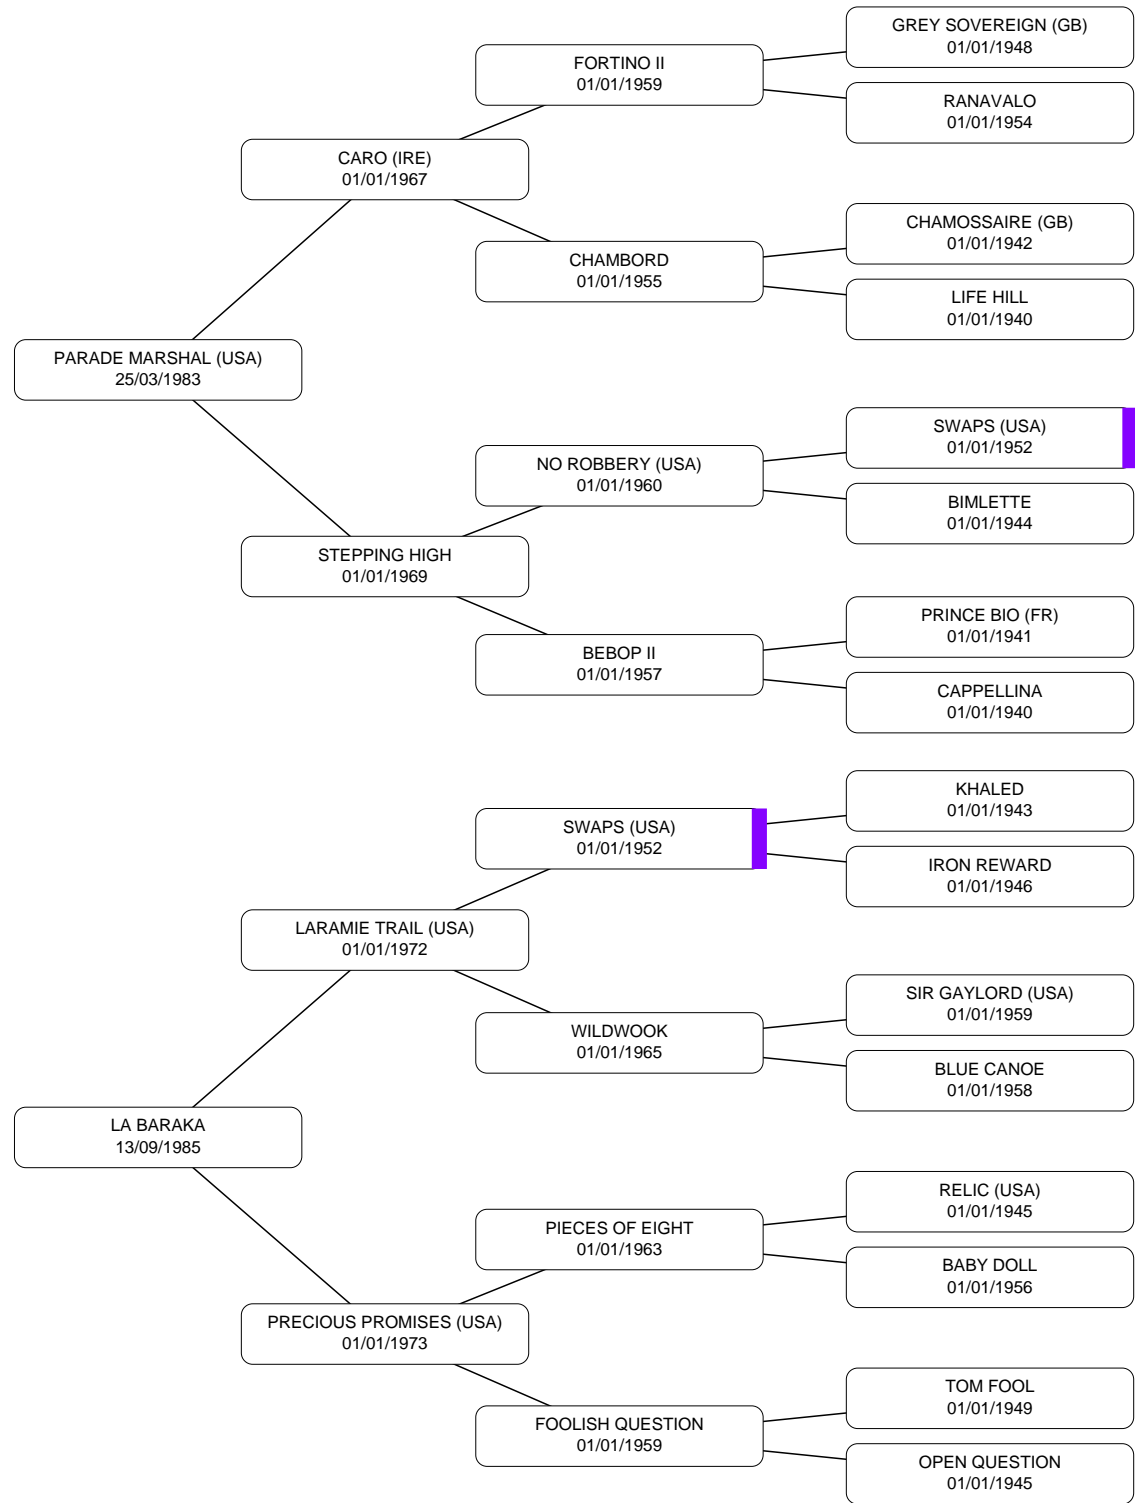 GREY SOVEREIGN (GB)
01/01/1948
FORTINO II
01/01/1959
RANAVALO
01/01/1954
CARO (IRE)
01/01/1967
CHAMOSSAIRE (GB)
01/01/1942
CHAMBORD
01/01/1955
LIFE HILL
01/01/1940
PARADE MARSHAL (USA)
25/03/1983
SWAPS (USA)
01/01/1952
NO ROBBERY (USA)
01/01/1960
BIMLETTE
01/01/1944
STEPPING HIGH
01/01/1969
PRINCE BIO (FR)
01/01/1941
BEBOP II
01/01/1957
CAPPELLINA
01/01/1940
KHALED
01/01/1943
SWAPS (USA)
01/01/1952
IRON REWARD
01/01/1946
LARAMIE TRAIL (USA)
01/01/1972
SIR GAYLORD (USA)
01/01/1959
WILDWOOK
01/01/1965
BLUE CANOE
01/01/1958
LA BARAKA
13/09/1985
RELIC (USA)
01/01/1945
PIECES OF EIGHT
01/01/1963
BABY DOLL
01/01/1956
PRECIOUS PROMISES (USA)
01/01/1973
TOM FOOL
01/01/1949
FOOLISH QUESTION
01/01/1959
OPEN QUESTION
01/01/1945